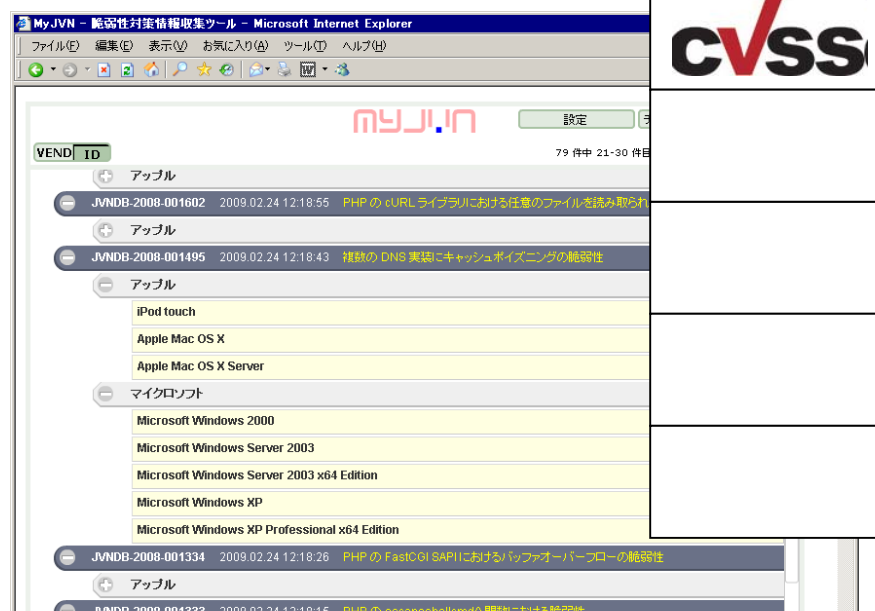 MyJVN - 脆弱性対策情報収集ツール - Microsoft Internet Explorer
ファイル(F) 編集(E) 表示(V) お気に入り(A) ツール(T) ヘルプ(H)
CVSS
MyJVN
設定
VEND ID
79 件中 21-30 件目
アップル
JVNDB-2008-001602 2009.02.24 12:18:55 PHP の cURL ライブラリにおける任意のファイルを読み取られ
アップル
JVNDB-2008-001495 2009.02.24 12:18:43 複数の DNS 実装にキャッシュポイズニングの脆弱性
アップル
iPod touch
Apple Mac OS X
Apple Mac OS X Server
マイクロソフト
Microsoft Windows 2000
Microsoft Windows Server 2003
Microsoft Windows Server 2003 x64 Edition
Microsoft Windows XP
Microsoft Windows XP Professional x64 Edition
JVNDB-2008-001334 2009.02.24 12:18:26 PHP の FastCGI SAPI におけるバッファオーバーフローの脆弱性
アップル